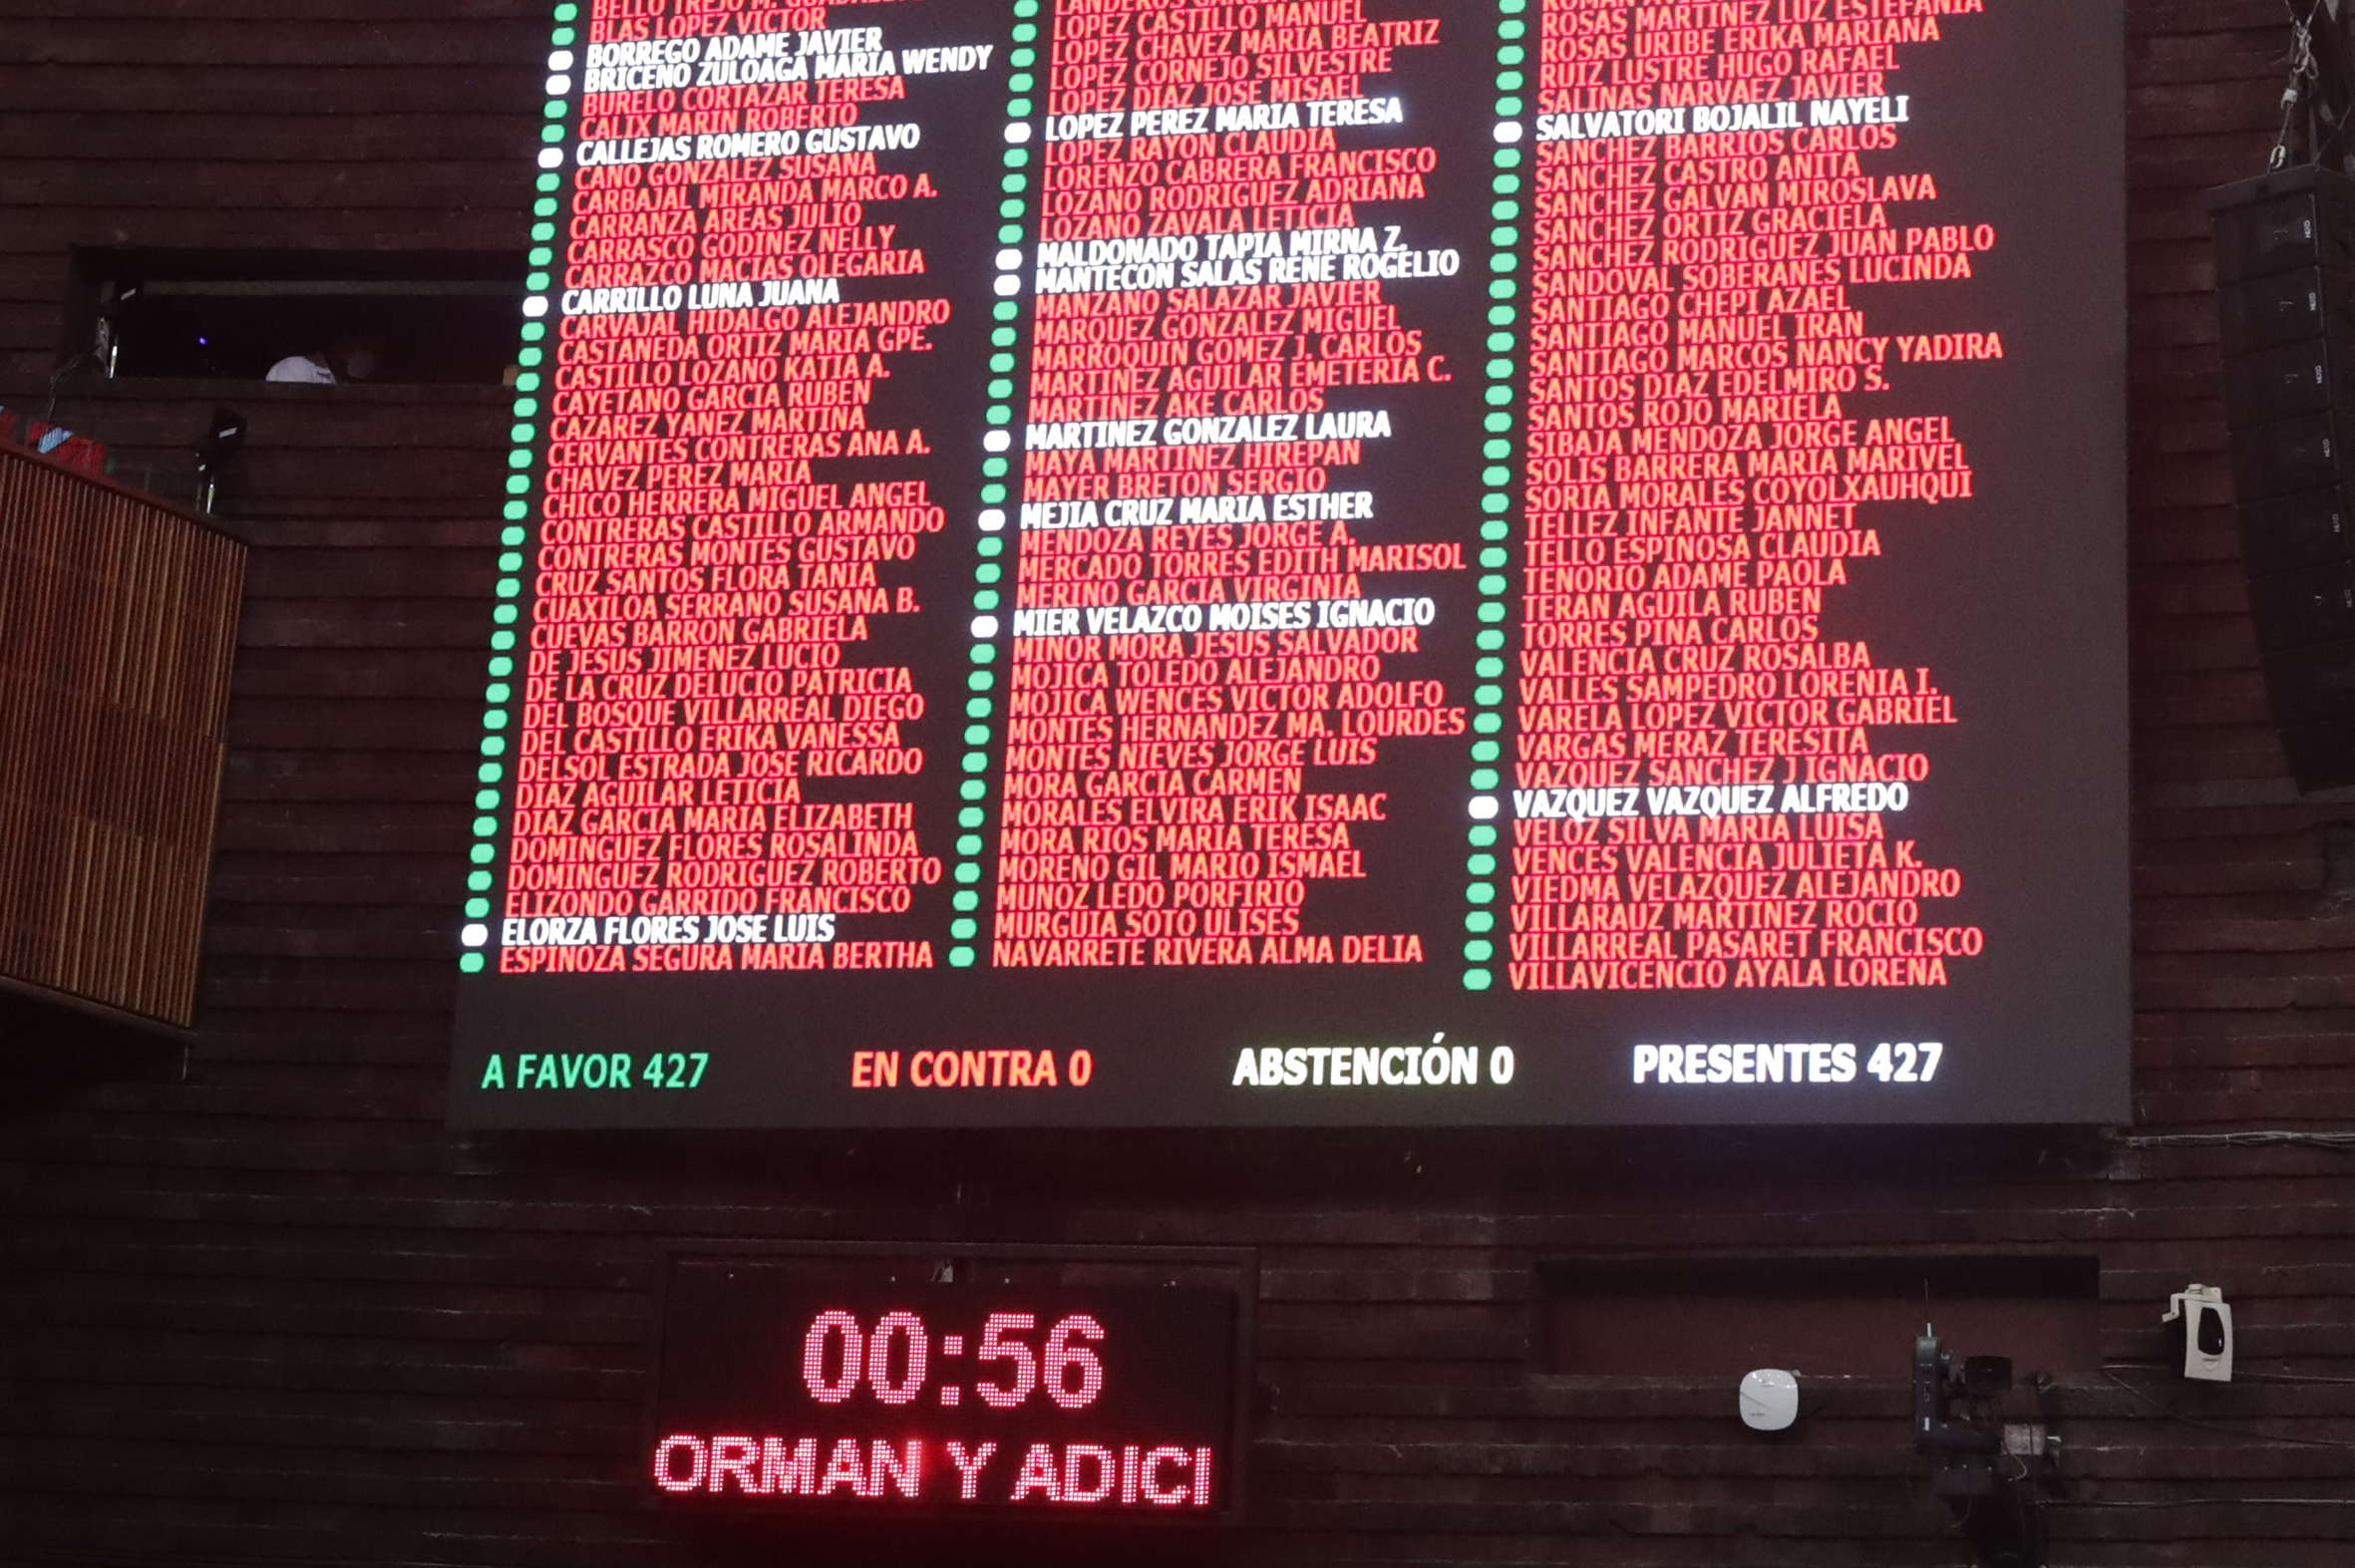 BELLO TREJO M.
BLAS LOPEZ VICTOR
BORREGO ADAME JAVIER
BRICEÑO ZULOAGA MARIA WENDY
BURELO CORTAZAR TERESA
CALIX MARIN ROBERTO
CALLEJAS ROMERO GUSTAVO
CANO GONZALEZ SUSANA
CARBAJAL MIRANDA MARCO A.
CARRANZA AREAS JULIO
CARRASCO GODINEZ NELLY
CARRAZCO MACIAS OLEGARIA
CARRILLO LUNA JUANA
CARVAJAL HIDALGO ALEJANDRO
CASTAÑEDA ORTIZ MARIA GPE.
CASTILLO LOZANO KATIA A.
CAYETANO GARCIA RUBEN
CAZAREZ YAÑEZ MARTINA
CERVANTES CONTRERAS ANA A.
CHAVEZ PEREZ MARIA
CHICO HERRERA MIGUEL ANGEL
CONTRERAS CASTILLO ARMANDO
CONTRERAS MONTES GUSTAVO
CRUZ SANTOS FLORA TANIA
CUAXILOA SERRANO SUSANA B.
CUEVAS BARRON GABRIELA
DE JESUS JIMENEZ LUCIO
DE LA CRUZ DELUCIO PATRICIA
DEL BOSQUE VILLARREAL DIEGO
DEL CASTILLO ERIKA VANESSA
DELSOL ESTRADA JOSE RICARDO
DIAZ AGUILAR LETICIA
DIAZ GARCIA MARIA ELIZABETH
DOMINGUEZ FLORES ROSALINDA
DOMINGUEZ RODRIGUEZ ROBERTO
ELIZONDO GARRIDO FRANCISCO
ELORZA FLORES JOSE LUIS
ESPINOZA SEGURA MARIA BERTHA
LANDEROS
LOPEZ CASTILLO MANUEL
LOPEZ CHAVEZ MARIA BEATRIZ
LOPEZ CORNEJO SILVESTRE
LOPEZ DIAZ JOSE MISAEL
LOPEZ PEREZ MARIA TERESA
LOPEZ RAYON CLAUDIA
LORENZO CABRERA FRANCISCO
LOZANO RODRIGUEZ ADRIANA
LOZANO ZAVALA LETICIA
MALDONADO TAPIA MIRNA Z.
MANTECON SALAS RENE ROGELIO
MANZANO SALAZAR JAVIER
MARQUEZ GONZALEZ MIGUEL
MARROQUIN GOMEZ J. CARLOS
MARTINEZ AGUILAR EMETERIA C.
MARTINEZ AKE CARLOS
MARTINEZ GONZALEZ LAURA
MAYA MARTINEZ HIREPAN
MAYER BRETON SERGIO
MEJIA CRUZ MARIA ESTHER
MENDOZA REYES JORGE A.
MERCADO TORRES EDITH MARISOL
MERINO GARCIA VIRGINIA
MIER VELAZCO MOISES IGNACIO
MINOR MORA JESUS SALVADOR
MOJICA TOLEDO ALEJANDRO
MOJICA WENCES VICTOR ADOLFO
MONTES HERNANDEZ MA. LOURDES
MONTES NIEVES JORGE LUIS
MORA GARCIA CARMEN
MORALES ELVIRA ERIK ISAAC
MORA RIOS MARIA TERESA
MORENO GIL MARIO ISMAEL
MUÑOZ LEDO PORFIRIO
MURGUIA SOTO ULISES
NAVARRETE RIVERA ALMA DELIA
ROSAS MARTINEZ LUZ ESTEFANIA
ROSAS URIBE ERIKA MARIANA
RUIZ LUSTRE HUGO RAFAEL
SALINAS NARVAEZ JAVIER
SALVATORI BOJALIL NAYELI
SANCHEZ BARRIOS CARLOS
SANCHEZ CASTRO ANITA
SANCHEZ GALVAN MIROSLAVA
SANCHEZ ORTIZ GRACIELA
SANCHEZ RODRIGUEZ JUAN PABLO
SANDOVAL SOBERANES LUCINDA
SANTIAGO CHEPI AZAEL
SANTIAGO MANUEL IRAN
SANTIAGO MARCOS NANCY YADIRA
SANTOS DIAZ EDELMIRO S.
SANTOS ROJO MARIELA
SIBAJA MENDOZA JORGE ANGEL
SOLIS BARRERA MARIA MARIVEL
SORIA MORALES COYOLXAUHQUI
TELLEZ INFANTE JANNET
TELLO ESPINOSA CLAUDIA
TENORIO ADAME PAOLA
TERAN AGUILA RUBEN
TORRES PIÑA CARLOS
VALENCIA CRUZ ROSALBA
VALLES SAMPEDRO LORENIA I.
VARELA LOPEZ VICTOR GABRIEL
VARGAS MERAZ TERESITA
VAZQUEZ SANCHEZ J IGNACIO
VAZQUEZ VAZQUEZ ALFREDO
VELOZ SILVA MARIA LUISA
VENCES VALENCIA JULIETA K.
VIEDMA VELAZQUEZ ALEJANDRO
VILLARAUZ MARTINEZ ROCIO
VILLARREAL PASARET FRANCISCO
VILLAVICENCIO AYALA LORENA
A FAVOR 427
EN CONTRA 0
ABSTENCIÓN 0
PRESENTES 427
00:56
ORMAN Y ADICI